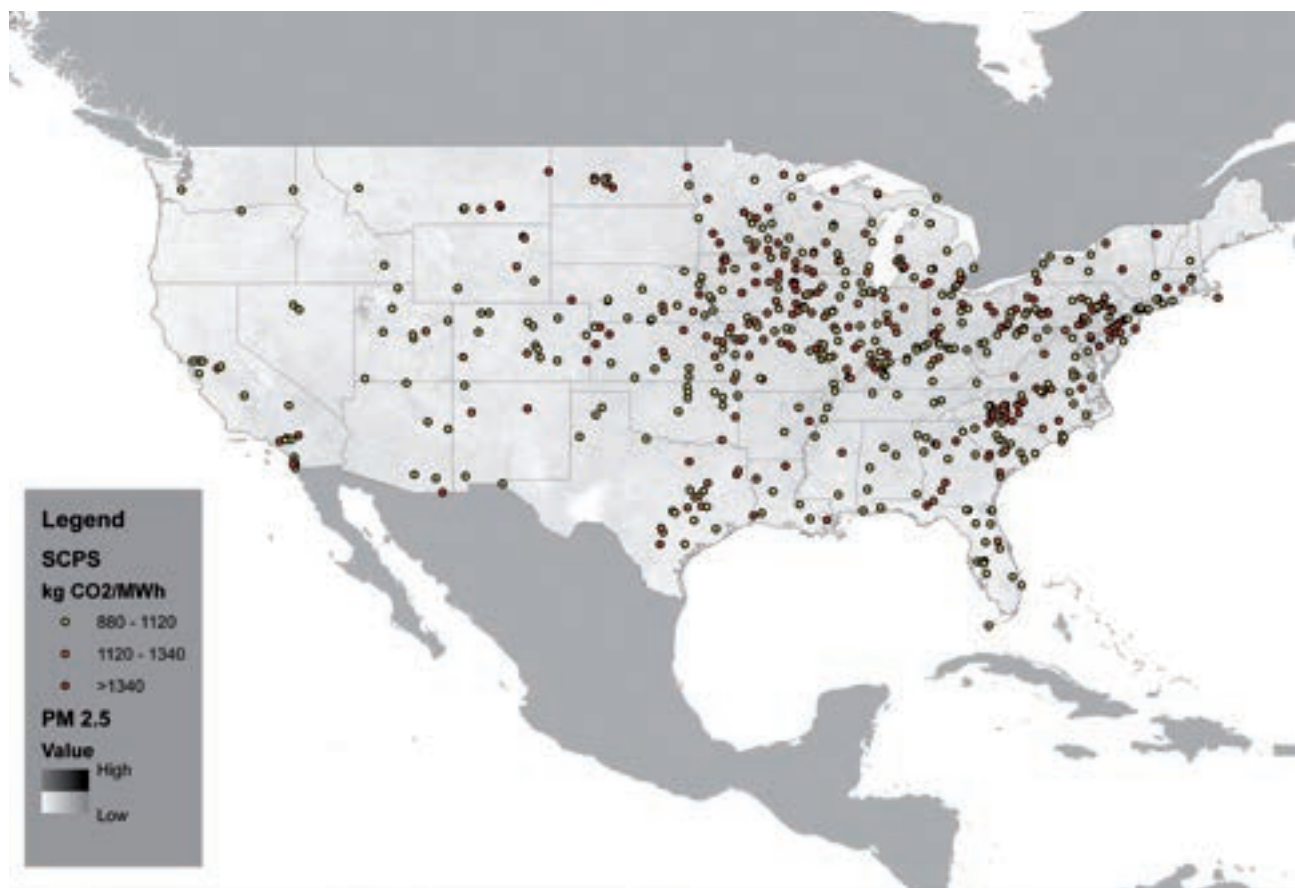 Legend
SCPS
kg CO2/MWh
880 - 1120
1120 - 1340
>1340
PM 2.5
Value
High
Low